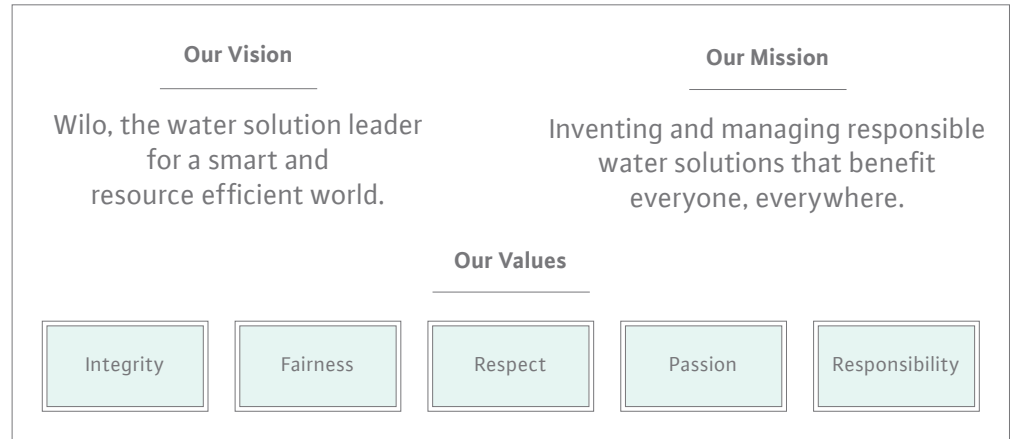 Our Vision
Wilo, the water solution leader
for a smart and
resource efficient world.
Our Mission
Inventing and managing responsible
water solutions that benefit
everyone, everywhere.
Our Values
Integrity
Fairness
Respect
Passion
Responsibility